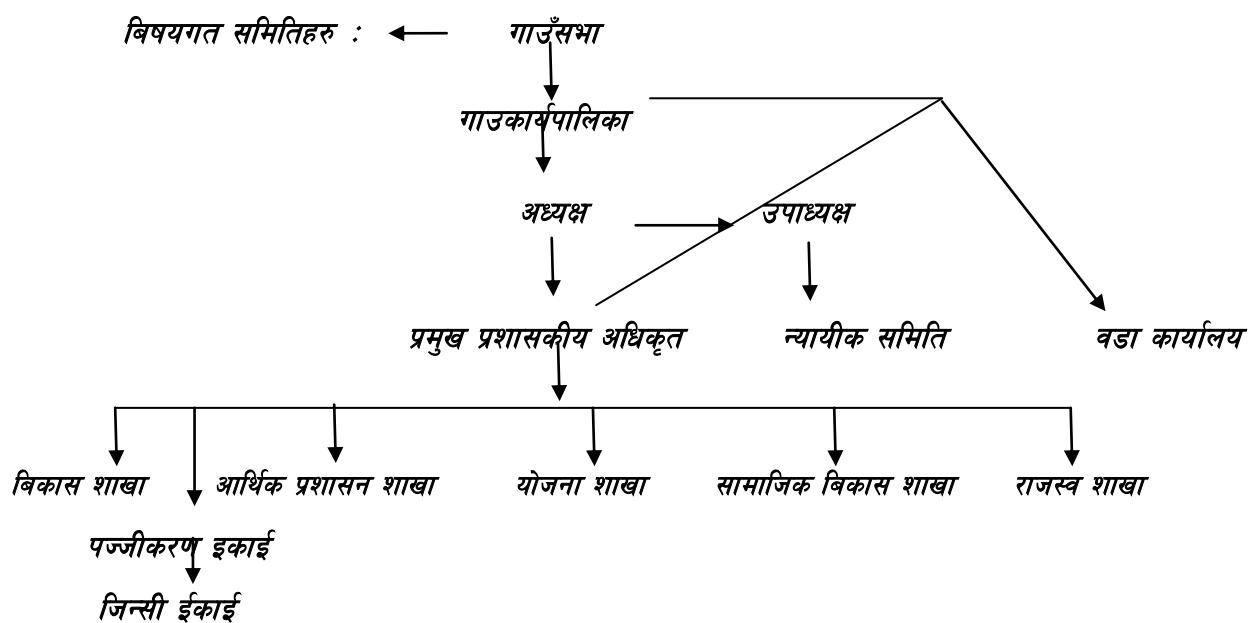 बिषयगत समितिहरु :
गाउँसभा
गाउकार्यपालिका
अध्यक्ष
उपाध्यक्ष
प्रमुख प्रशासकीय अधिकृत
न्यायीक समिति
वडा कार्यालय
बिकास शाखा
आर्थिक प्रशासन शाखा
योजना शाखा
सामाजिक बिकास शाखा
राजस्व शाखा
पज्जीकरण इकाई
जिन्सी ईकाई